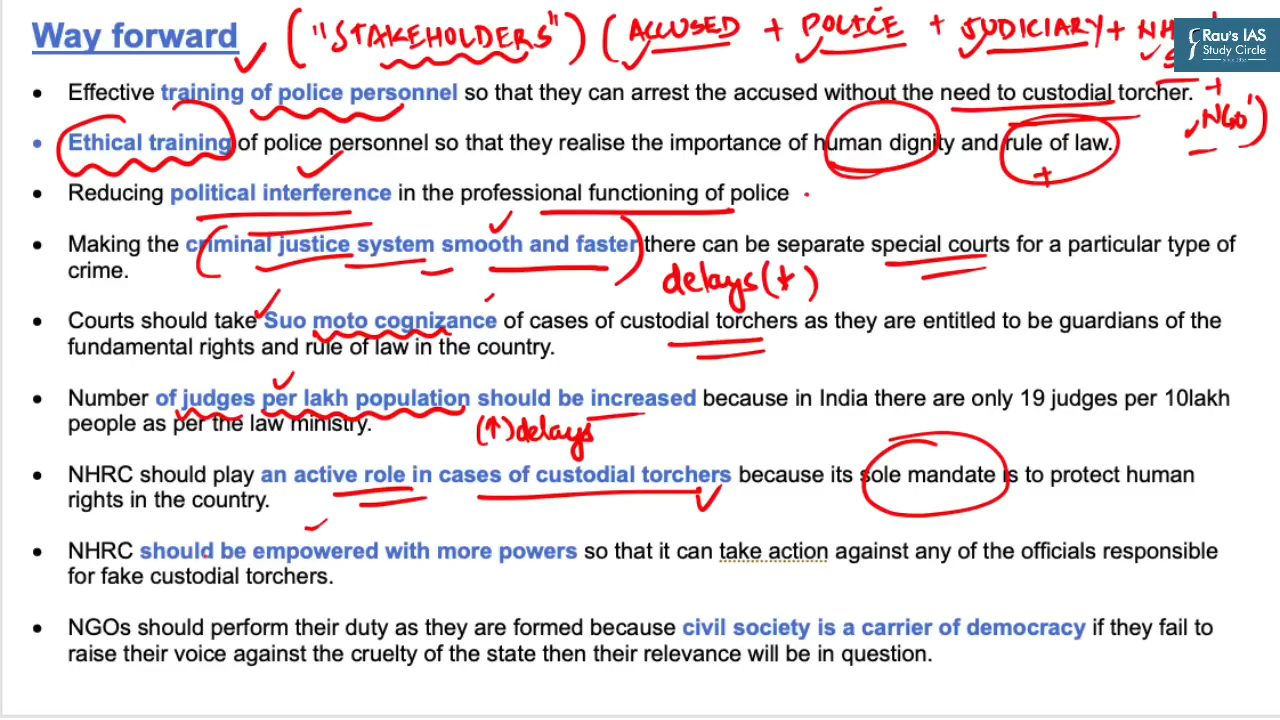 Way forward ("STAKEHOLDERS") (ACCUSED + POLICE + JUDICIARY + NH
Rau's IAS
Study Circle
• Effective training of police personnel so that they can arrest the accused without the need to custodial torcher.
+ NGO')
• Ethical training of police personnel so that they realise the importance of human dignity and rule of law.
+
• Reducing political interference in the professional functioning of police
• Making the criminal justice system smooth and faster there can be separate special courts for a particular type of
crime.
delays (+)
• Courts should take Suo moto cognizance of cases of custodial torchers as they are entitled to be guardians of the
fundamental rights and rule of law in the country.
• Number of judges per lakh population should be increased because in India there are only 19 judges per 10lakh
people as per the law ministry.
(↑) delays
• NHRC should play an active role in cases of custodial torchers because its sole mandate is to protect human
rights in the country.
• NHRC should be empowered with more powers so that it can take action against any of the officials responsible
for fake custodial torchers.
• NGOs should perform their duty as they are formed because civil society is a carrier of democracy if they fail to
raise their voice against the cruelty of the state then their relevance will be in question.